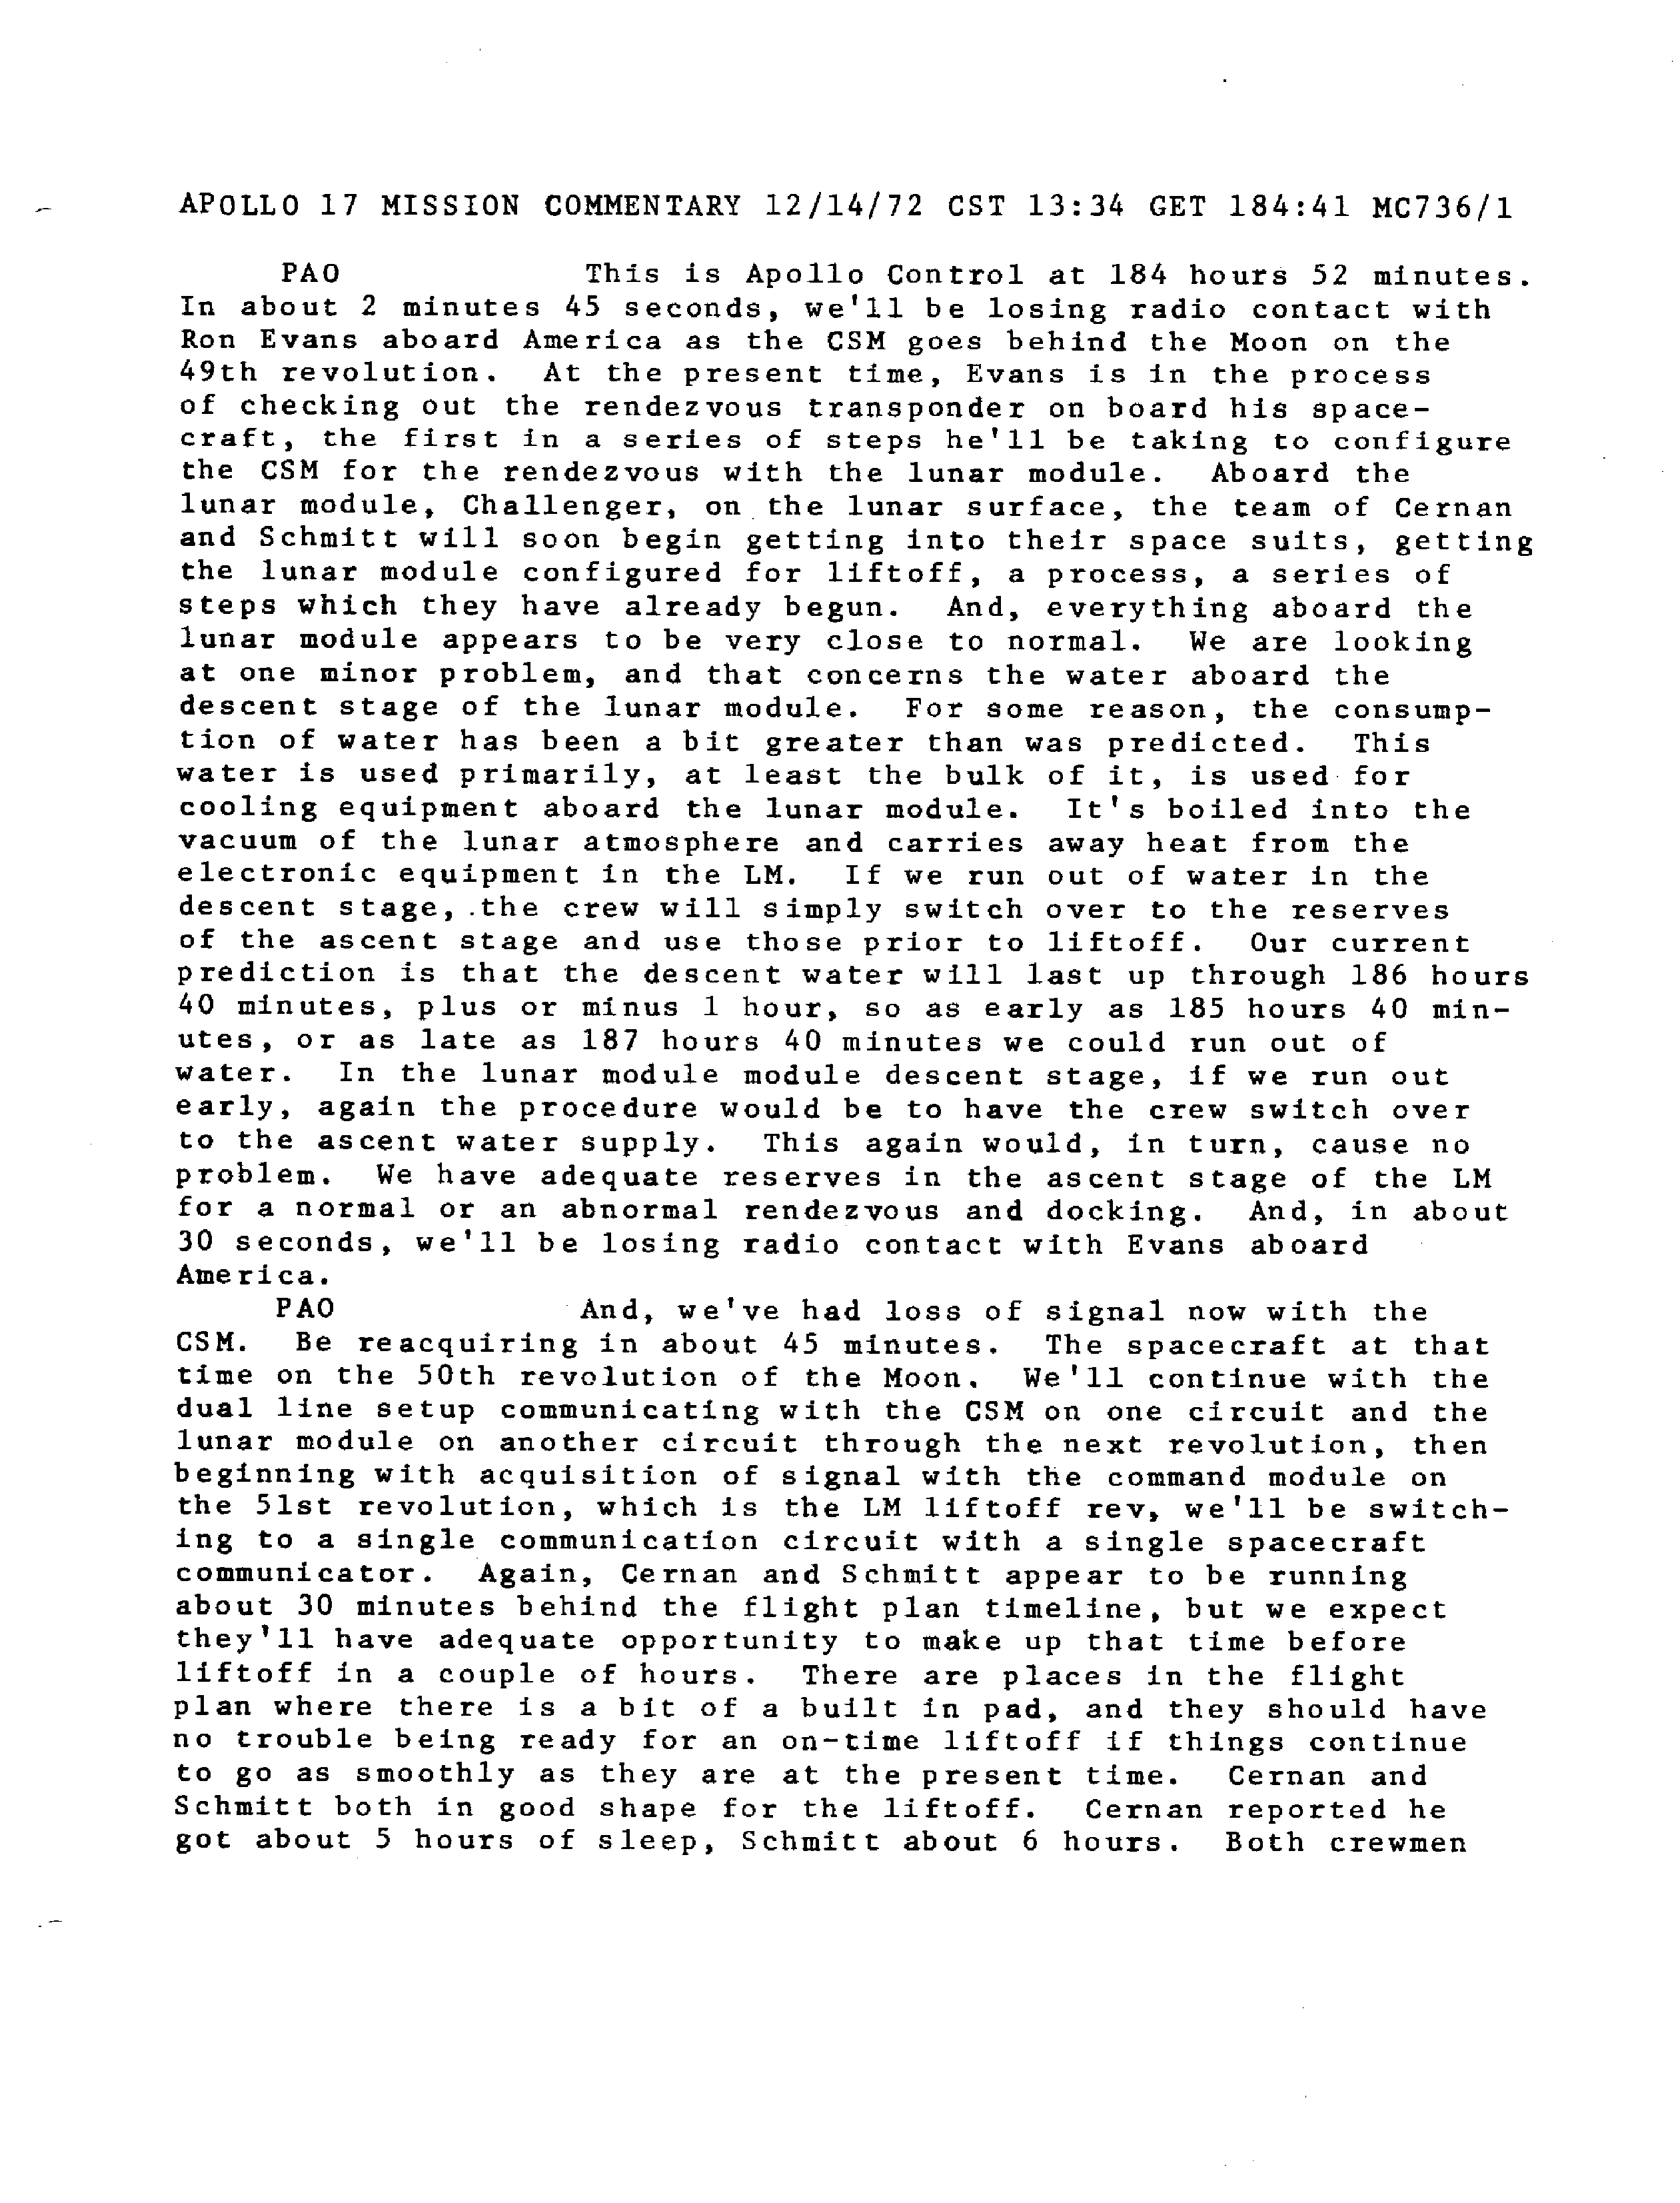 APOLLO 17 MISSION COMMENTARY 12/14/72 CST 13:34 GET 184:41 MC736/1
PAO This is Apollo Control at 184 hours 52 minutes.
In about 2 minutes 45 seconds, we'll be losing radio contact with
Ron Evans aboard America as the CSM goes behind the Moon on the
49th revolution. At the present time, Evans is in the process
of checking out the rendezvous transponder on board his space-
craft, the first in a series of steps he'll be taking to configure
the CSM for the rendezvous with the lunar module. Aboard the
lunar module, Challenger, on the lunar surface, the team of Cernan
and Schmitt will soon begin getting into their space suits, getting
the lunar module configured for liftoff, a process, a series of
steps which they have already begun. And, everything aboard the
lunar module appears to be very close to normal. We are looking
at one minor problem, and that concerns the water aboard the
descent stage of the lunar module. For some reason, the consump-
tion of water has been a bit greater than was predicted. This
water is used primarily, at least the bulk of it, is used for
cooling equipment aboard the lunar module. It's boiled into the
vacuum of the lunar atmosphere and carries away heat from the
electronic equipment in the LM. If we run out of water in the
descent stage, the crew will simply switch over to the reserves
of the ascent stage and use those prior to liftoff. Our current
prediction is that the descent water will last up through 186 hours
40 minutes, plus or minus 1 hour, so as early as 185 hours 40 min-
utes, or as late as 187 hours 40 minutes we could run out of
water. In the lunar module module descent stage, if we run out
early, again the procedure would be to have the crew switch over
to the ascent water supply. This again would, in turn, cause no
problem. We have adequate reserves in the ascent stage of the LM
for a normal or an abnormal rendezvous and docking. And, in about
30 seconds, we'll be losing radio contact with Evans aboard
America.
PAO And, we've had loss of signal now with the
CSM. Be reacquiring in about 45 minutes. The spacecraft at that
time on the 50th revolution of the Moon. We'll continue with the
dual line setup communicating with the CSM on one circuit and the
lunar module on another circuit through the next revolution, then
beginning with acquisition of signal with the command module on
the 51st revolution, which is the LM liftoff rev, we'll be switch-
ing to a single communication circuit with a single spacecraft
communicator. Again, Cernan and Schmitt appear to be running
about 30 minutes behind the flight plan timeline, but we expect
they'll have adequate opportunity to make up that time before
liftoff in a couple of hours. There are places in the flight
plan where there is a bit of a built in pad, and they should have
no trouble being ready for an on-time liftoff if things continue
to go as smoothly as they are at the present time. Cernan and
Schmitt both in good shape for the liftoff. Cernan reported he
got about 5 hours of sleep, Schmitt about 6 hours. Both crewmen